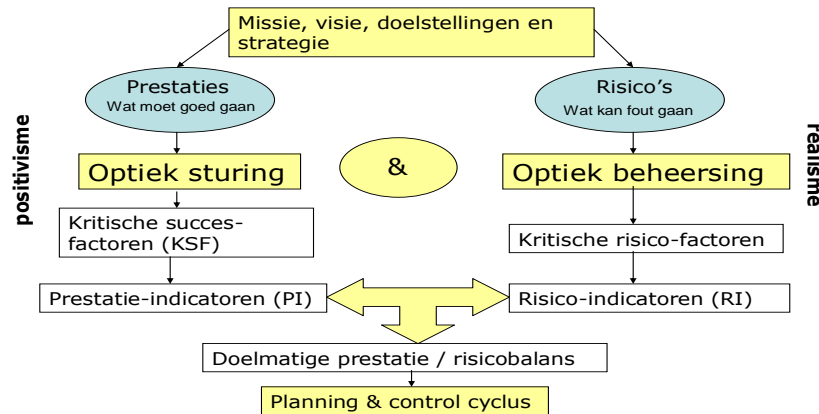 Missie, visie, doelstellingen en
strategie
Prestaties
Wat moet goed gaan
Risico's
Wat kan fout gaan
positivisme
realisme
Optiek sturing
&
Optiek beheersing
Kritische succes-
factoren (KSF)
Kritische risico-factoren
Prestatie-indicatoren (PI)
Risico-indicatoren (RI)
Doelmatige prestatie / risicobalans
Planning & control cyclus